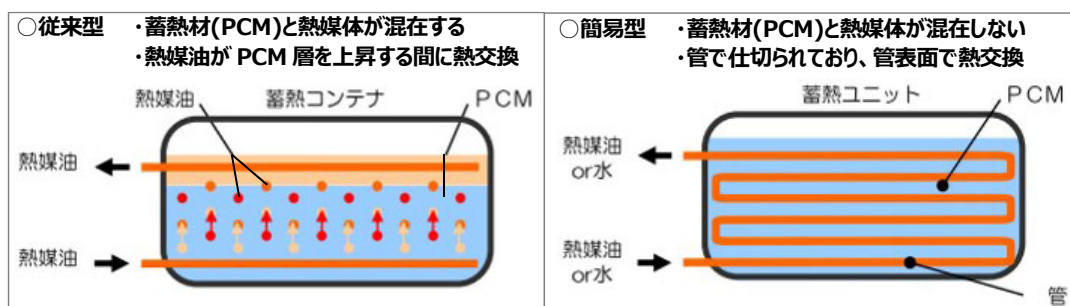 ○従来型 ・蓄熱材(PCM)と熱媒体が混在する
・熱媒油が PCM 層を上昇する間に熱交換
熱媒油
蓄熱コンテナ
PCM
熱媒油
熱媒油
○簡易型 ・蓄熱材(PCM)と熱媒体が混在しない
・管で仕切られており、管表面で熱交換
蓄熱ユニット
PCM
熱媒油
or水
熱媒油
or水
管